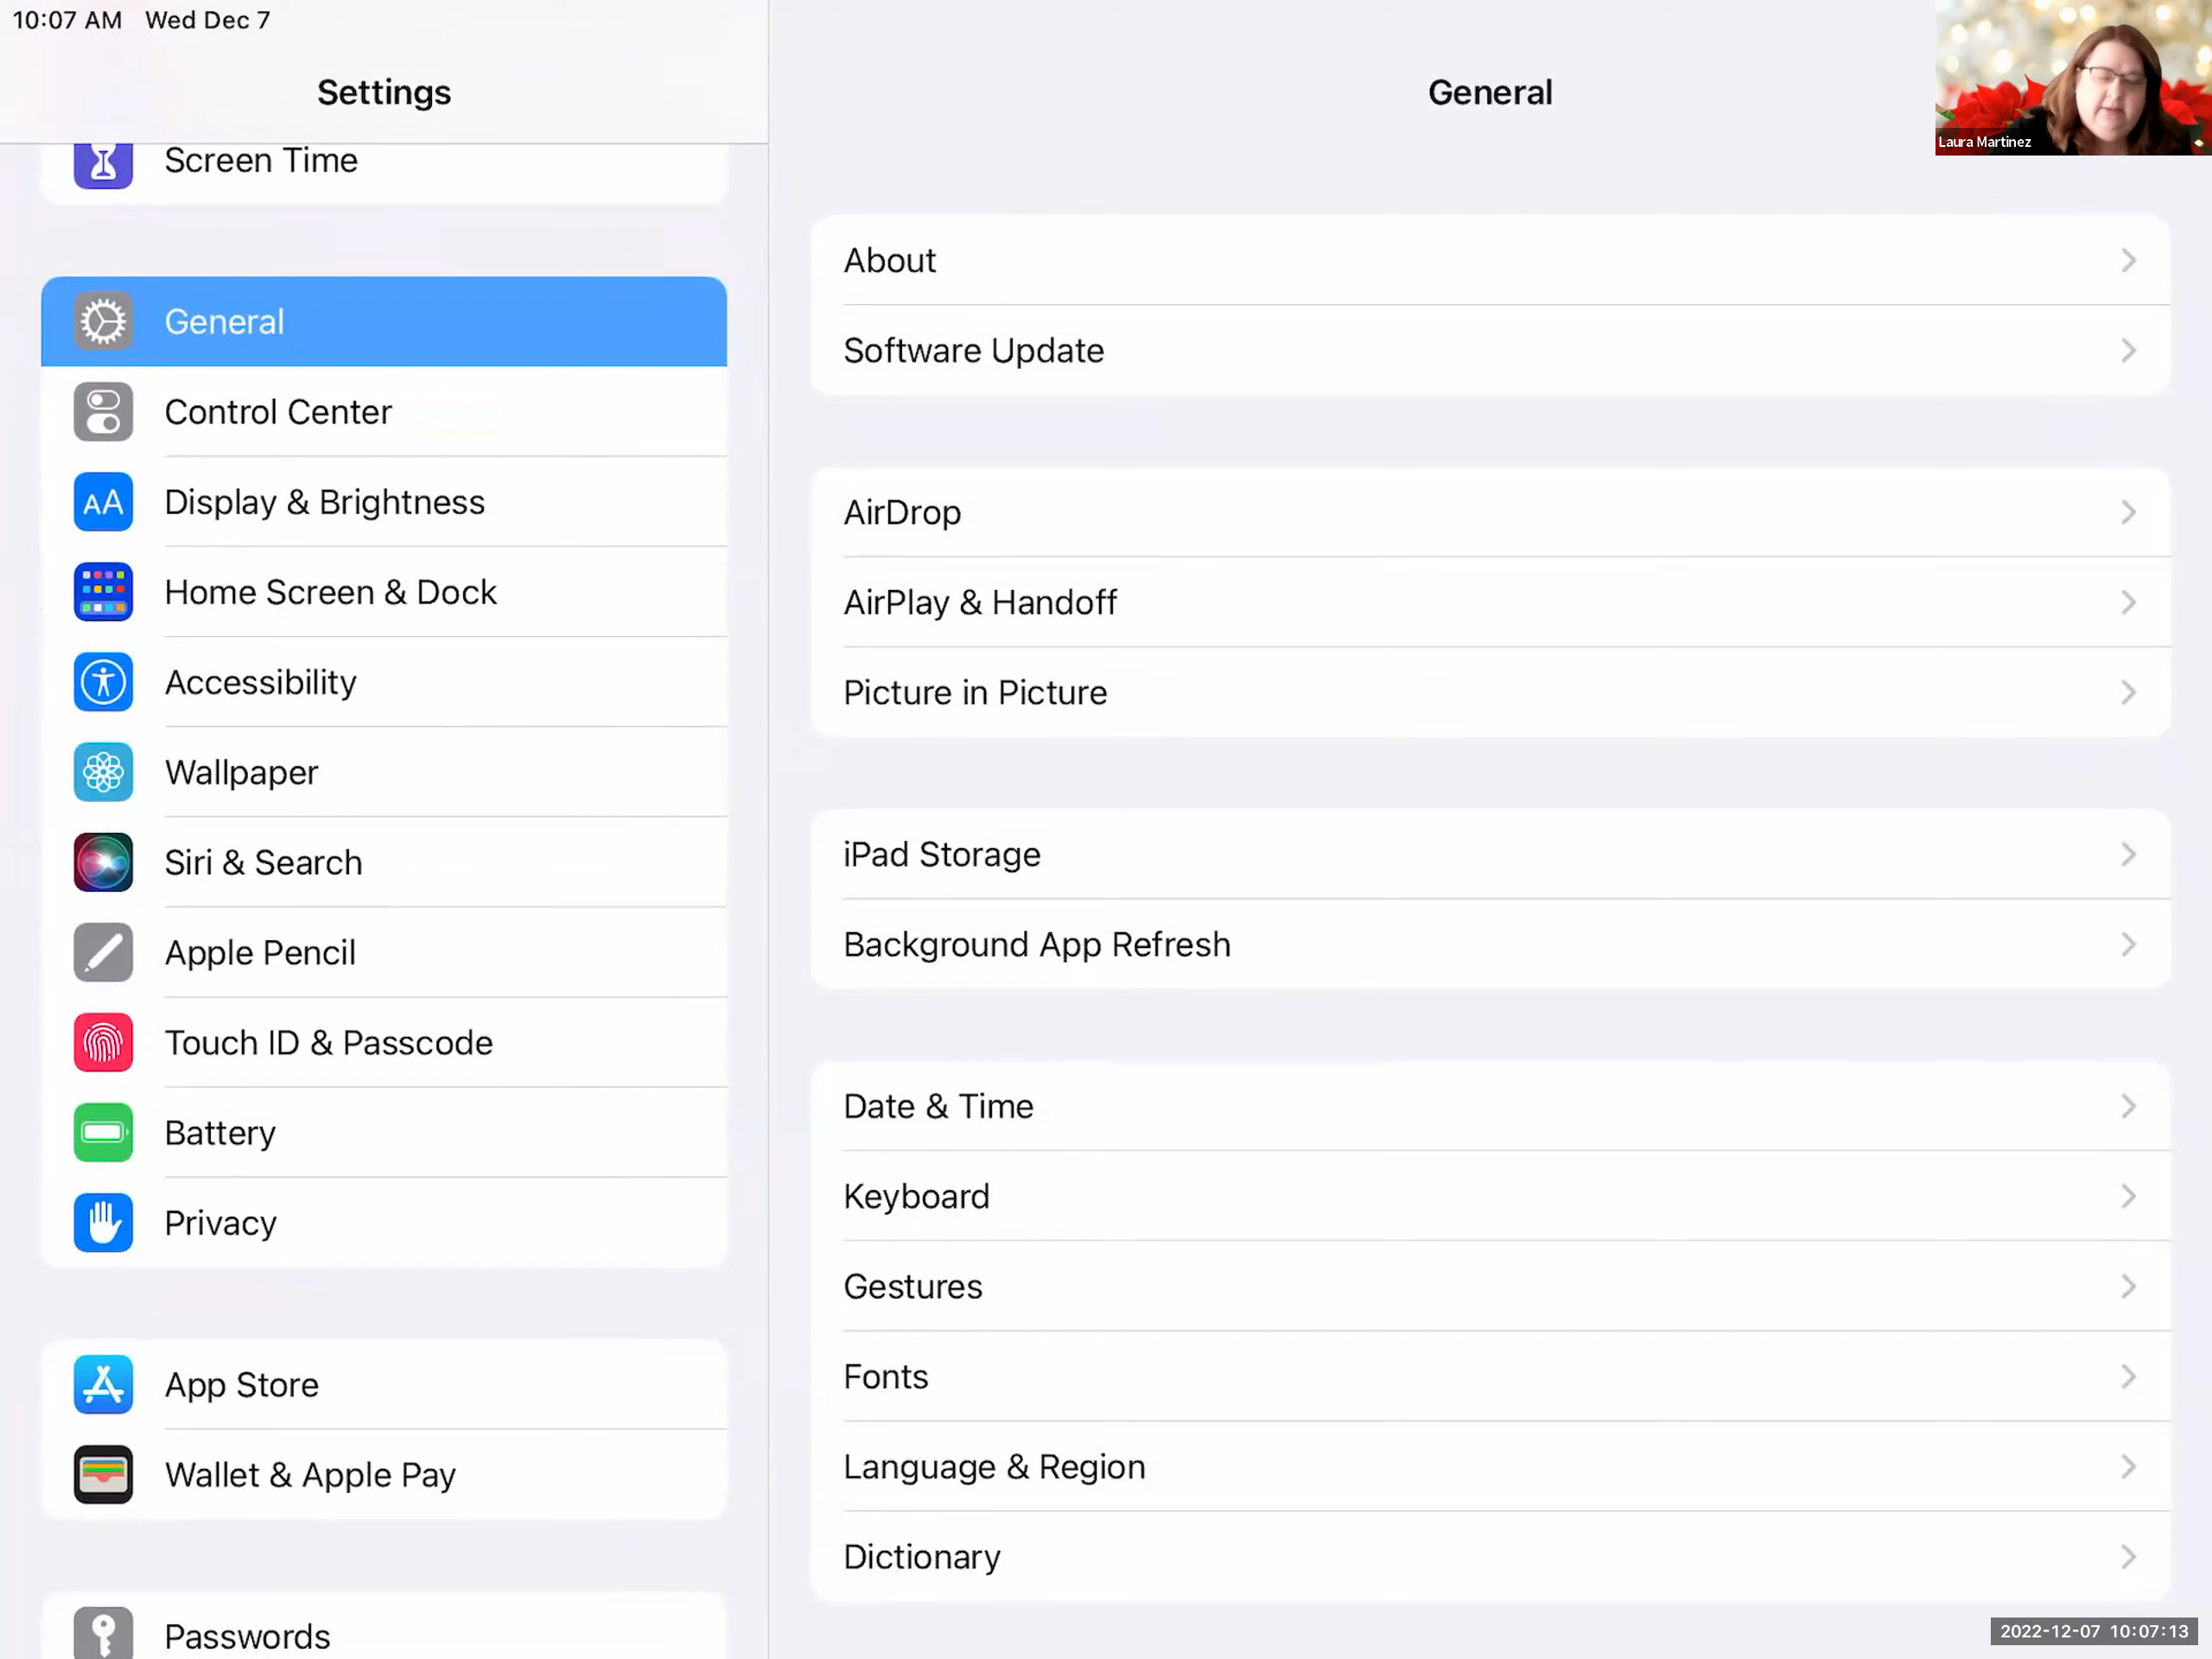 10:07 AM Wed Dec 7
Settings
Screen Time
General
Control Center
AA Display & Brightness
Home Screen & Dock
Accessibility
Wallpaper
Siri & Search
Apple Pencil
Touch ID & Passcode
Battery
Privacy
App Store
Wallet & Apple Pay
Passwords
General
About
Software Update
AirDrop
AirPlay & Handoff
Picture in Picture
iPad Storage
Background App Refresh
Date & Time
Keyboard
Gestures
Fonts
Language & Region
Dictionary
Laura Martinez
2022-12-07 10:07:13